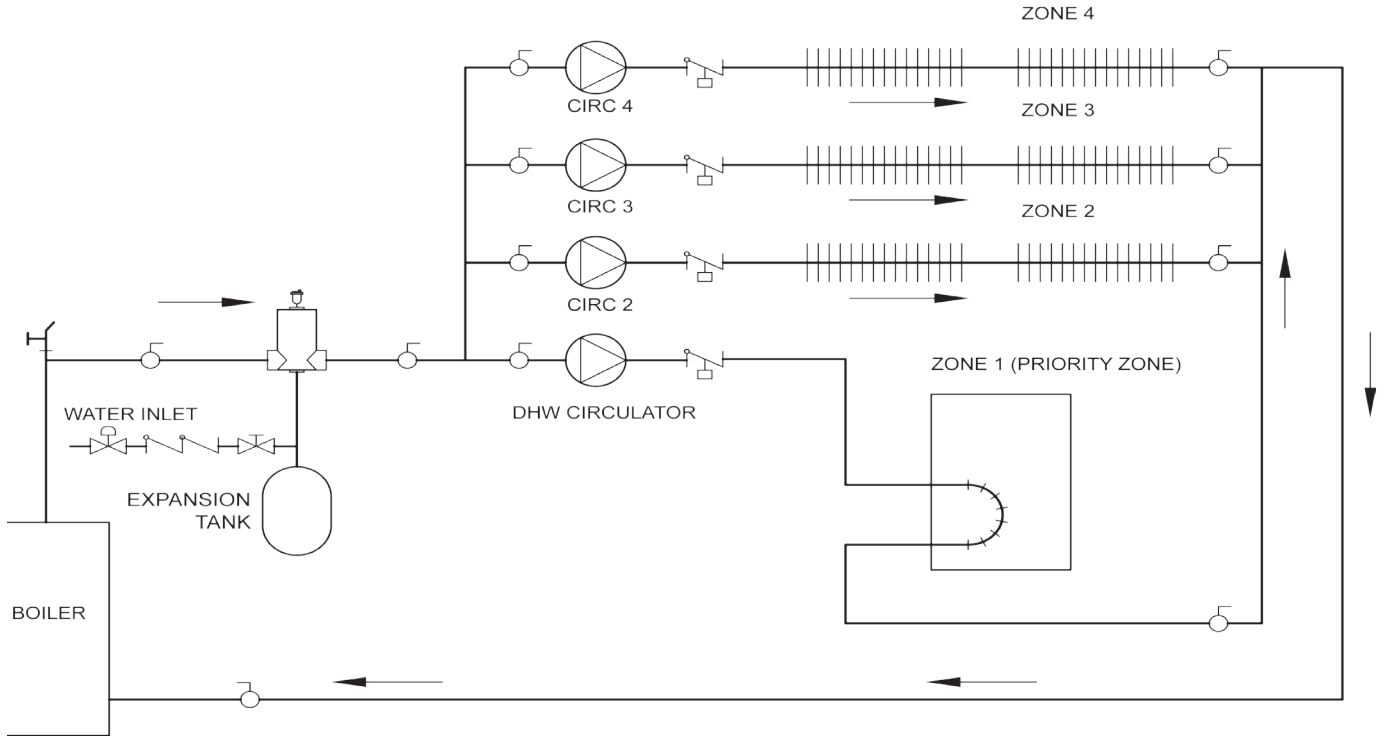 ZONE 4
CIRC 4
ZONE 3
CIRC 3
ZONE 2
CIRC 2
ZONE 1 (PRIORITY ZONE)
DHW CIRCULATOR
WATER INLET
EXPANSION
TANK
BOILER